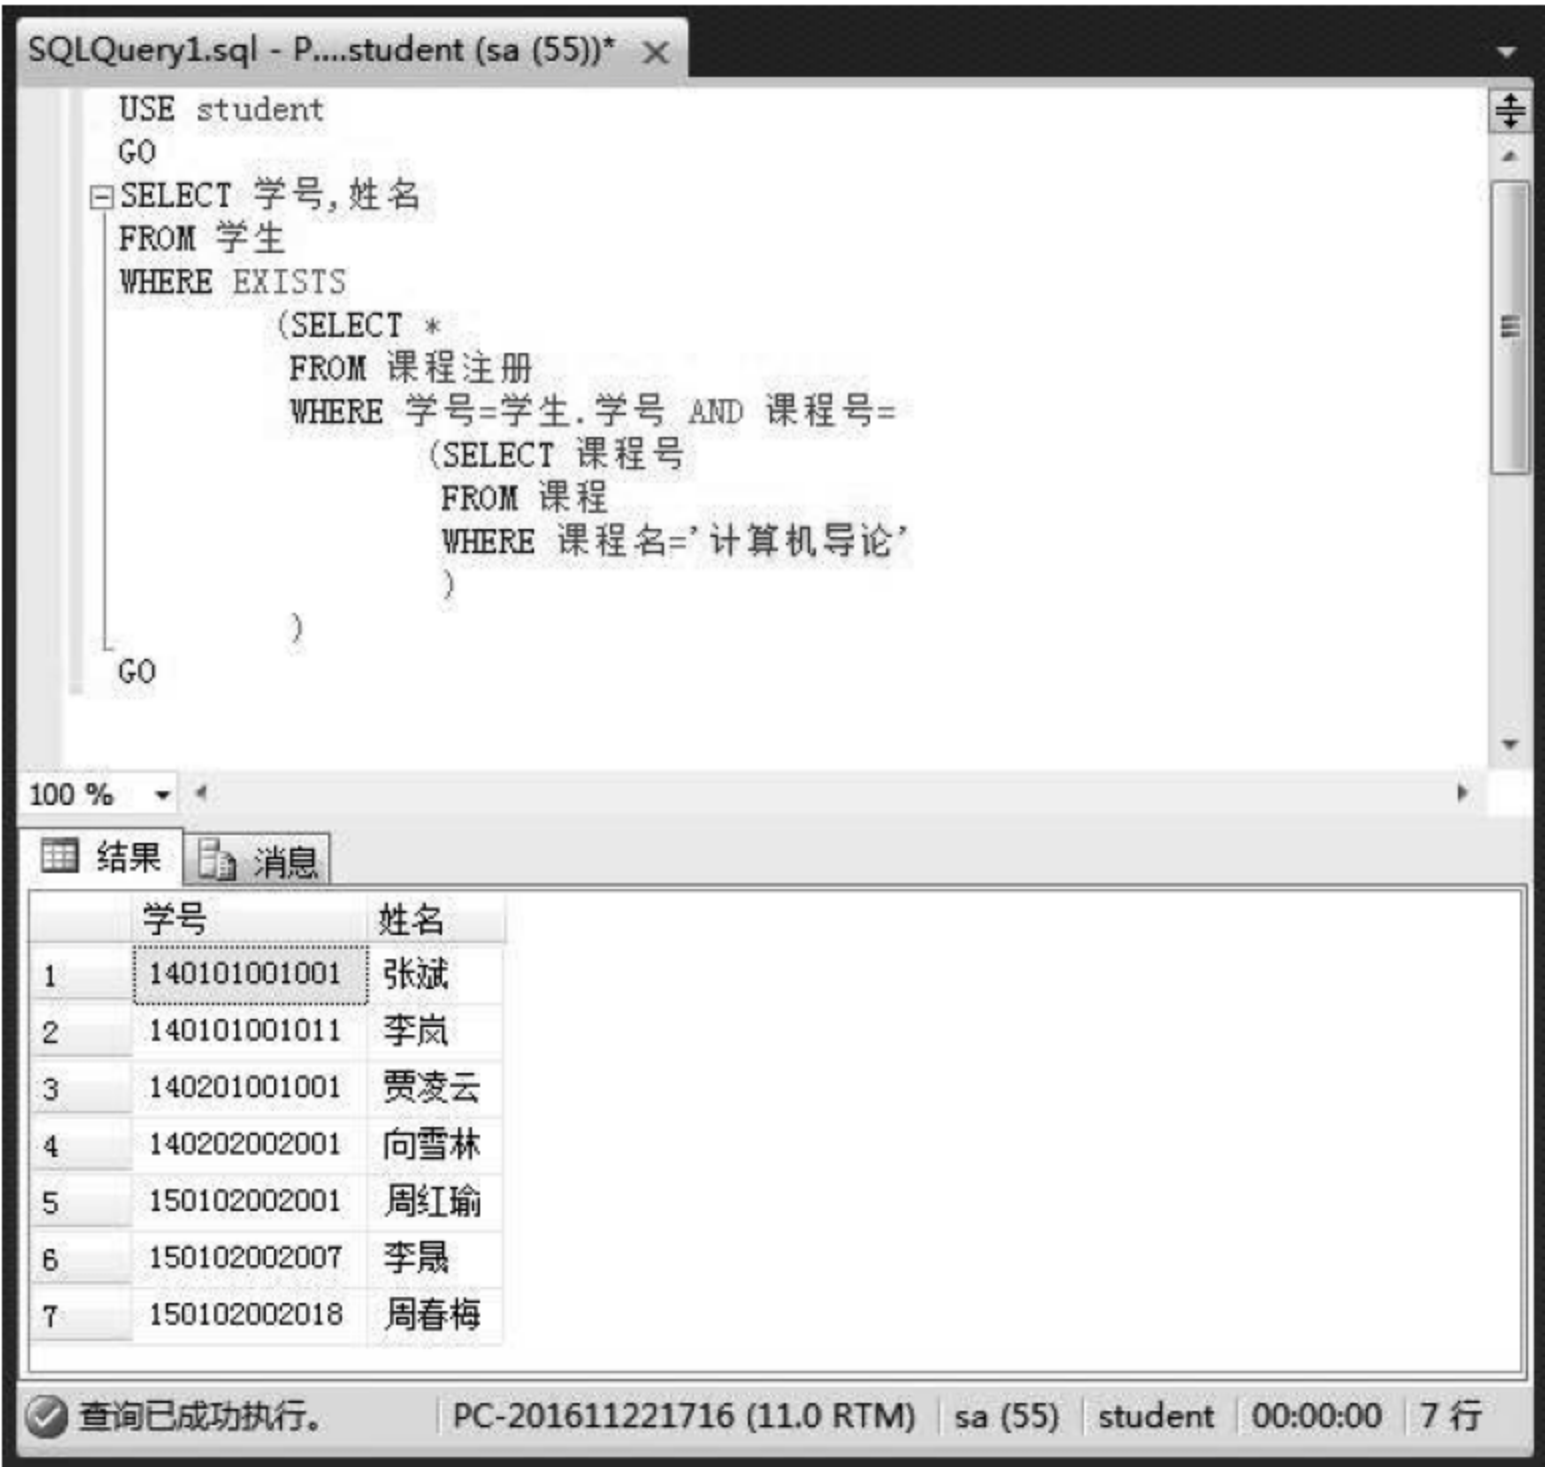 SQLQuery1.sql - P....student (sa (55))*
USE student
GO
SELECT 学号,姓名
FROM 学生
WHERE EXISTS
(SELECT *
FROM 课程注册
WHERE 学号=学生.学号 AND 课程号=
(SELECT 课程号
FROM 课程
WHERE 课程名='计算机导论'
)
)
GO
100 %
结果 消息
学号 姓名
1 140101001001 张斌
2 140101001011 李岚
3 140201001001 贾凌云
4 140202002001 向雪林
5 150102002001 周红瑜
6 150102002007 李晟
7 150102002018 周春梅
查询已成功执行。 PC-201611221716 (11.0 RTM) sa (55) student 00:00:00 7 行